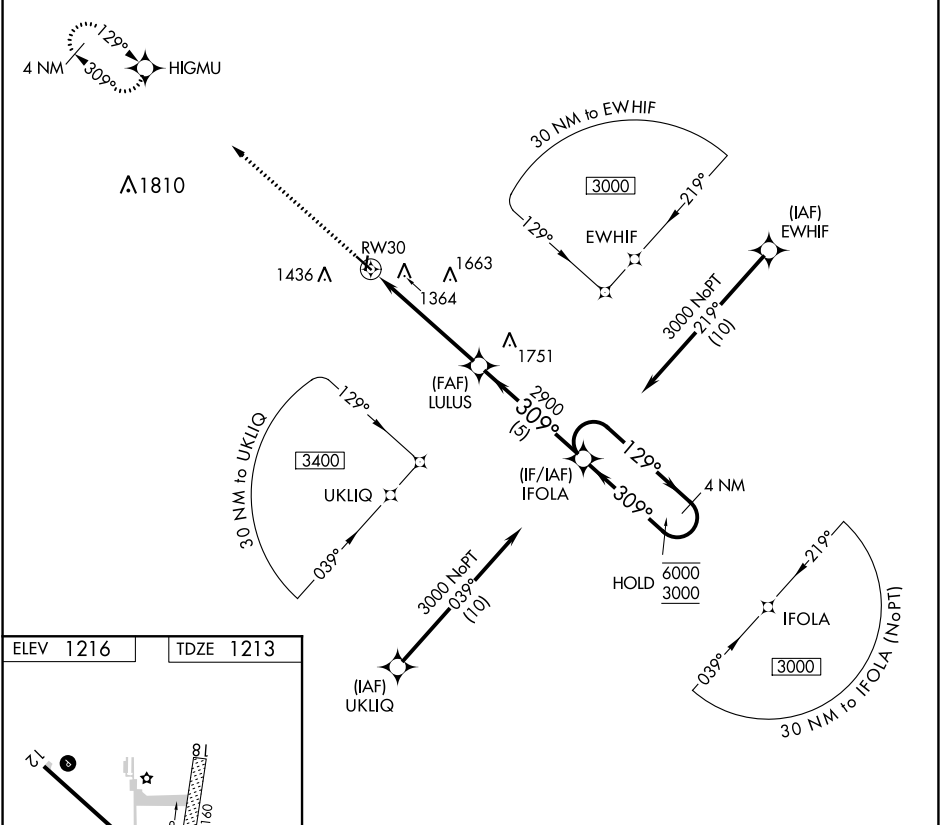 129°
4 NM
309°
HIGMU
1810
30 NM to EWHIF
3000
219°
129°
EWHIF
(IAF)
EWHIF
RW30
1436
1364
1663
3000 NoPT
219°
(10)
1751
(FAF)
LULUS
129°
2900
309°
(5)
30 NM to UKLIQ
3400
UKLIQ
039°
(IF/IAF)
IFOLA
129°
309°
4 NM
HOLD
6000
3000
3000 NoPT
039°
(10)
219°
IFOLA
039°
3000
30 NM to IFOLA (NoPT)
(IAF)
UKLIQ
ELEV 1216
TDZE 1213
12
P
18
160